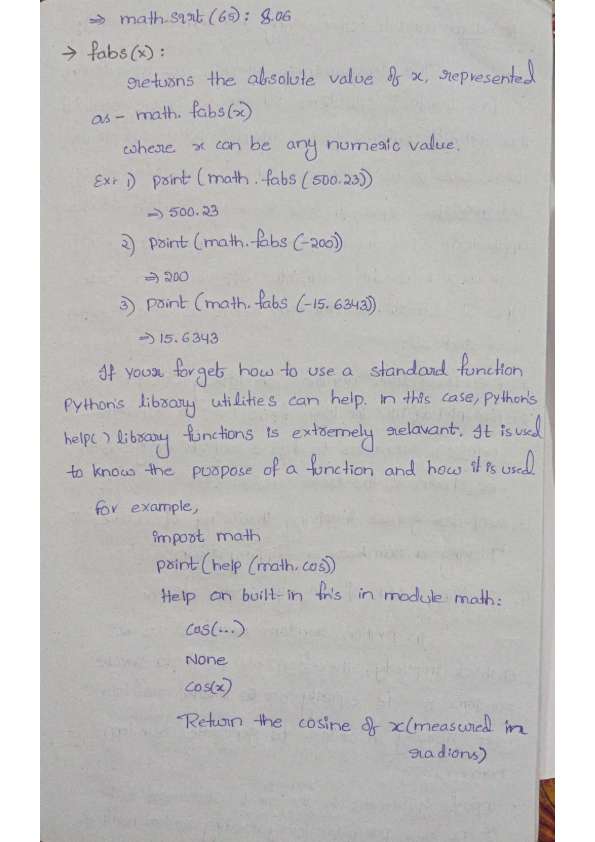 ⇒ math.sqrt(65): 8.06
→ fabs(x):
returns the absolute value of x, represented
as - math. fabs(x)
where x can be any numeric value.
Ex:- 1) print (math. fabs (500.23))
⇒ 500.23
2) print (math. fabs (-200))
⇒ 200
3) print (math. fabs (-15.6343))
⇒ 15.6343
If your forgets how to use a standard function
Python's library utilities can help. In this case, Python's
help( ) library functions is extremely relavant. It is used
to know the purpose of a function and how it is used.
for example,
import math
print (help (math.cos))
Help on built-in fn's in module math:
cos(...)
None
cos(x)
Return the cosine of x(measured in
radions)